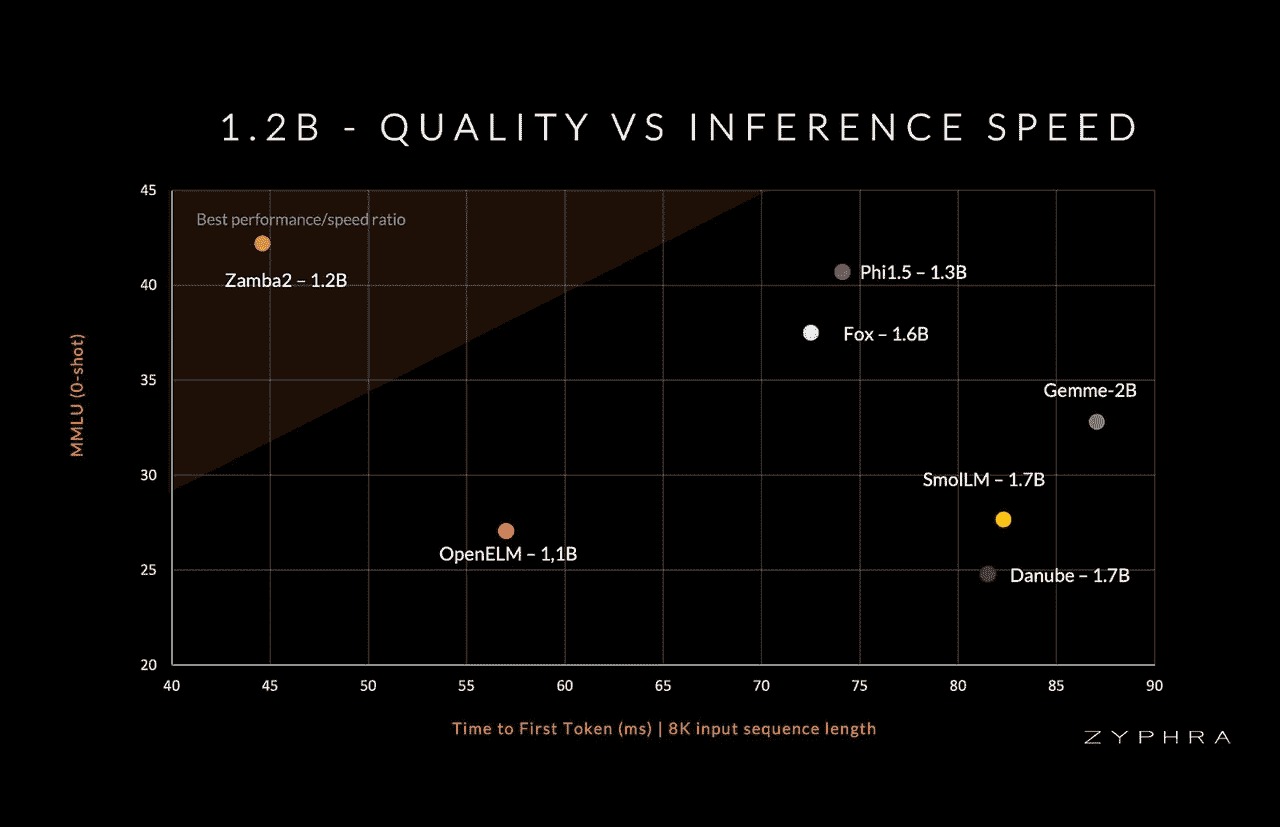 1.2B - QUALITY VS INFERENCE SPEED
45
Best performance/speed ratio
Zamba2 – 1.2B
Phi1.5 – 1.3B
40
Fox – 1.6B
35
Gemme-2B
MMLU (0-shot)
30
SmolLM – 1.7B
OpenELM – 1,1B
25
Danube – 1.7B
20
40 45 50 55 60 65 70 75 80 85 90
Time to First Token (ms) | 8K input sequence length
ZYPHRA